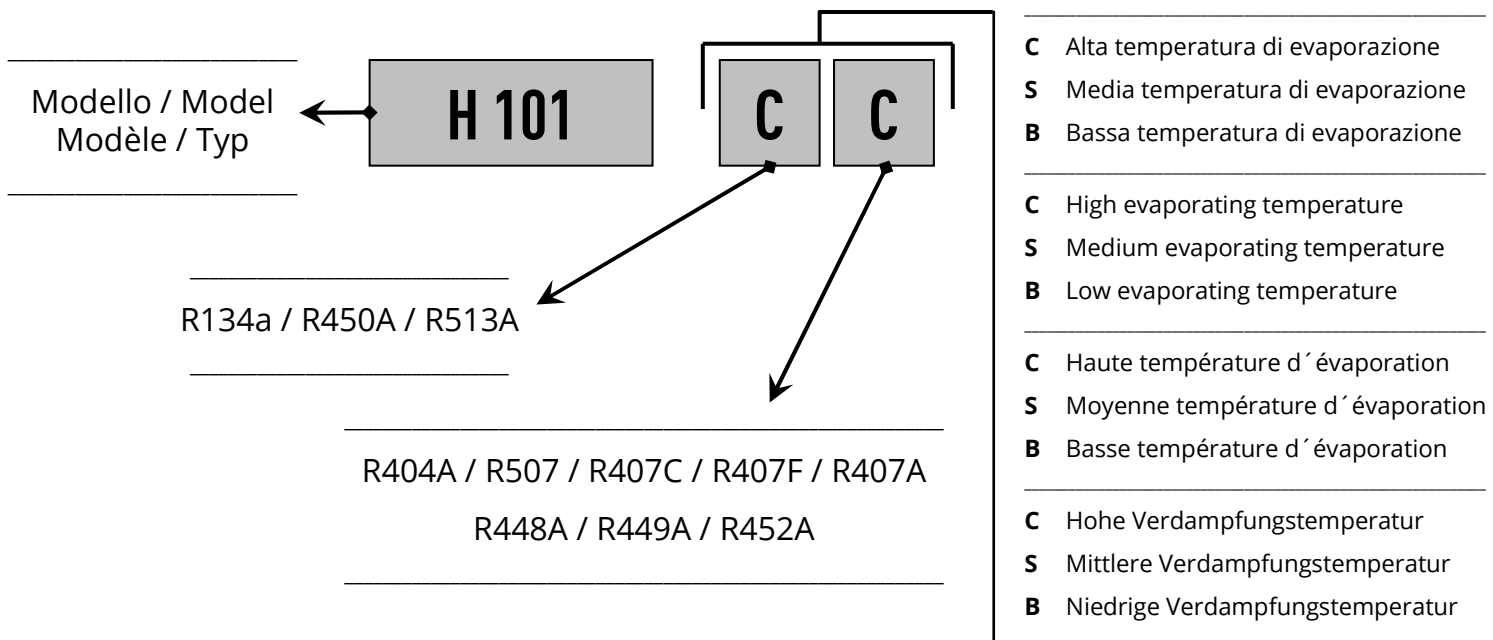 Modello / Model
Modèle / Typ
H 101
C
C
R134a / R450A / R513A
R404A / R507 / R407C / R407F / R407A
R448A / R449A / R452A
C Alta temperatura di evaporazione
S Media temperatura di evaporazione
B Bassa temperatura di evaporazione
C High evaporating temperature
S Medium evaporating temperature
B Low evaporating temperature
C Haute température d´évaporation
S Moyenne température d´évaporation
B Basse température d´évaporation
C Hohe Verdampfungstemperatur
S Mittlere Verdampfungstemperatur
B Niedrige Verdampfungstemperatur